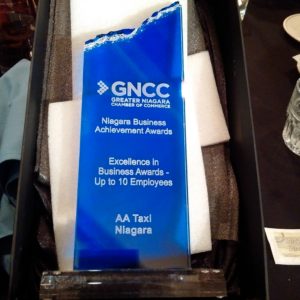 GNCC
GREATER NIAGARA
CHAMBER OF COMMERCE
Niagara Business
Achievement Awards
Excellence in
Business Awards -
Up to 10 Employees
AA Taxi
Niagara